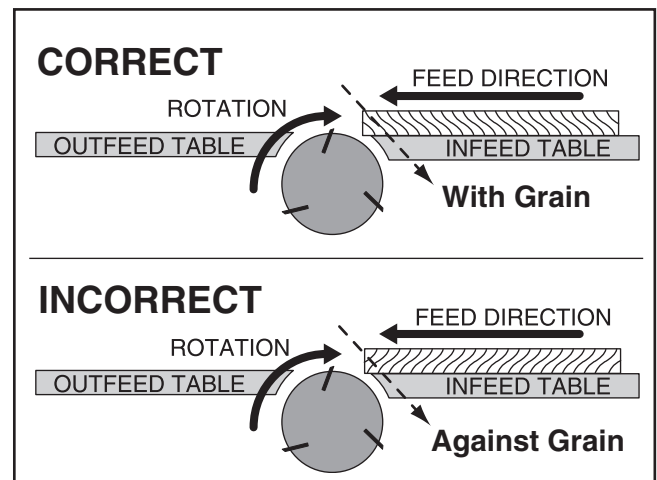 CORRECT
FEED DIRECTION
ROTATION
OUTFEED TABLE
INFEED TABLE
With Grain
INCORRECT
FEED DIRECTION
ROTATION
OUTFEED TABLE
INFEED TABLE
Against Grain